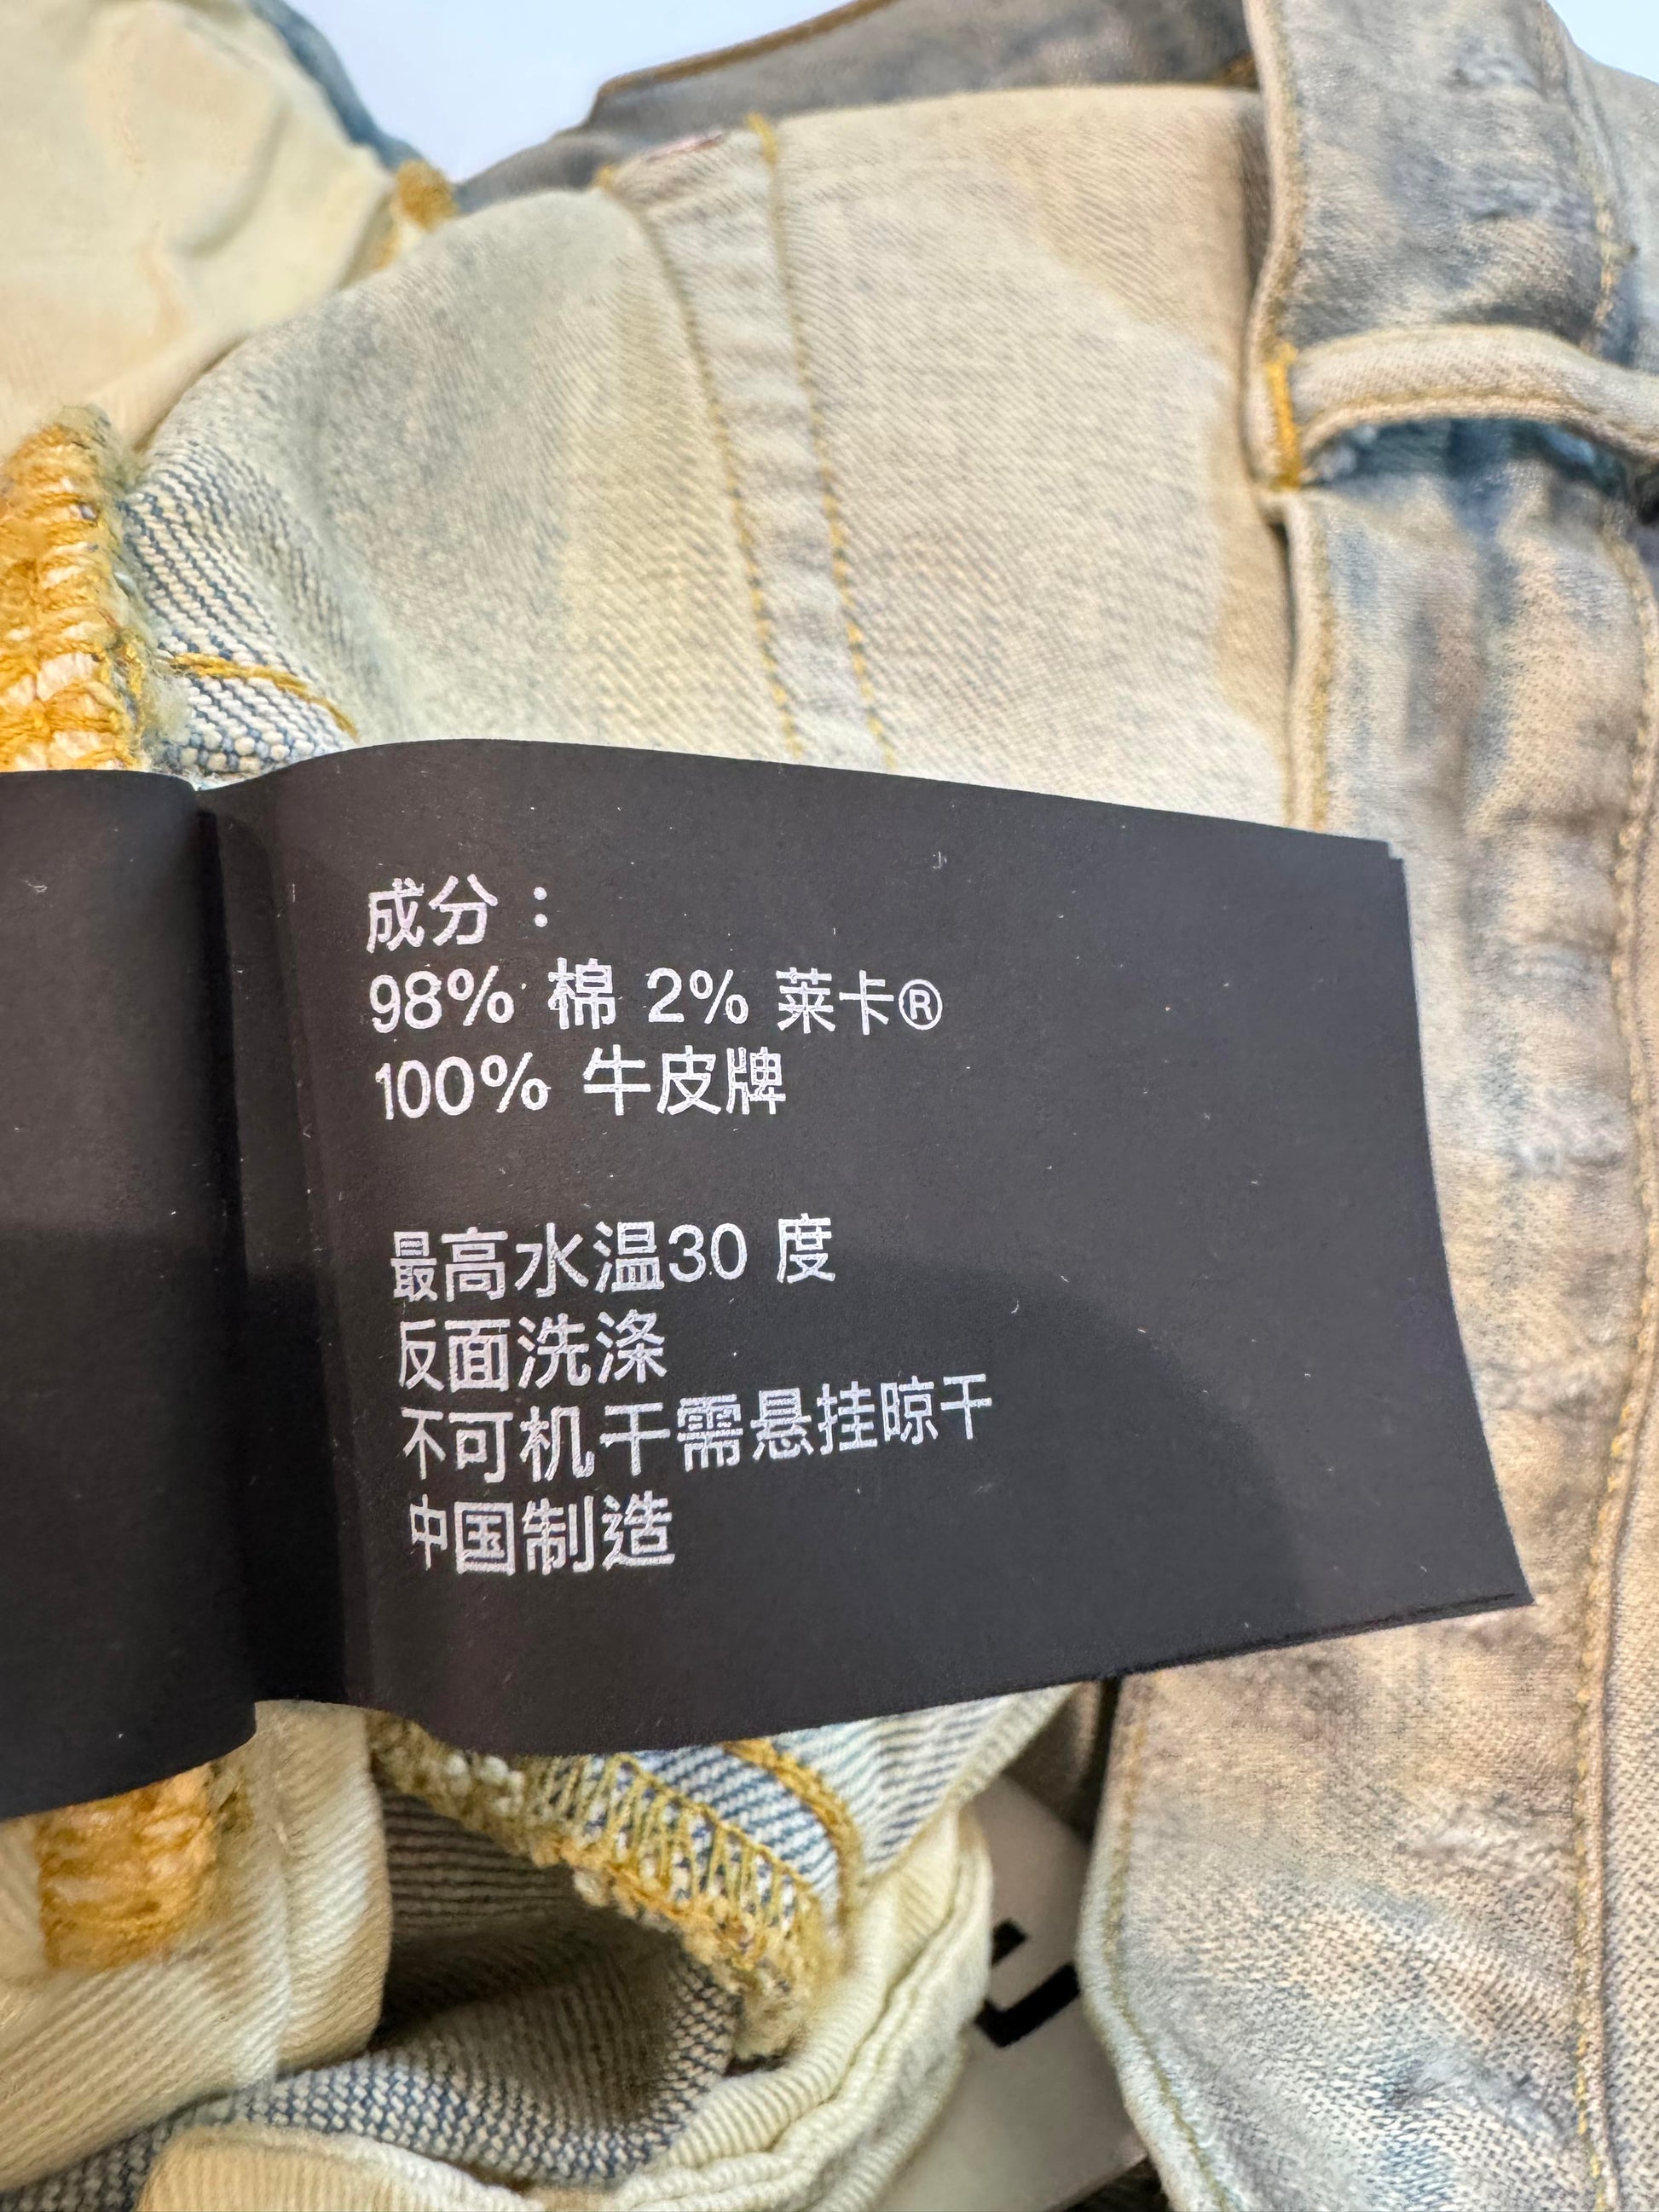 成分：
98% 棉 2% 莱卡®
100% 牛皮牌
最高水温30 度
反面洗涤
不可机干需悬挂晾干
中国制造